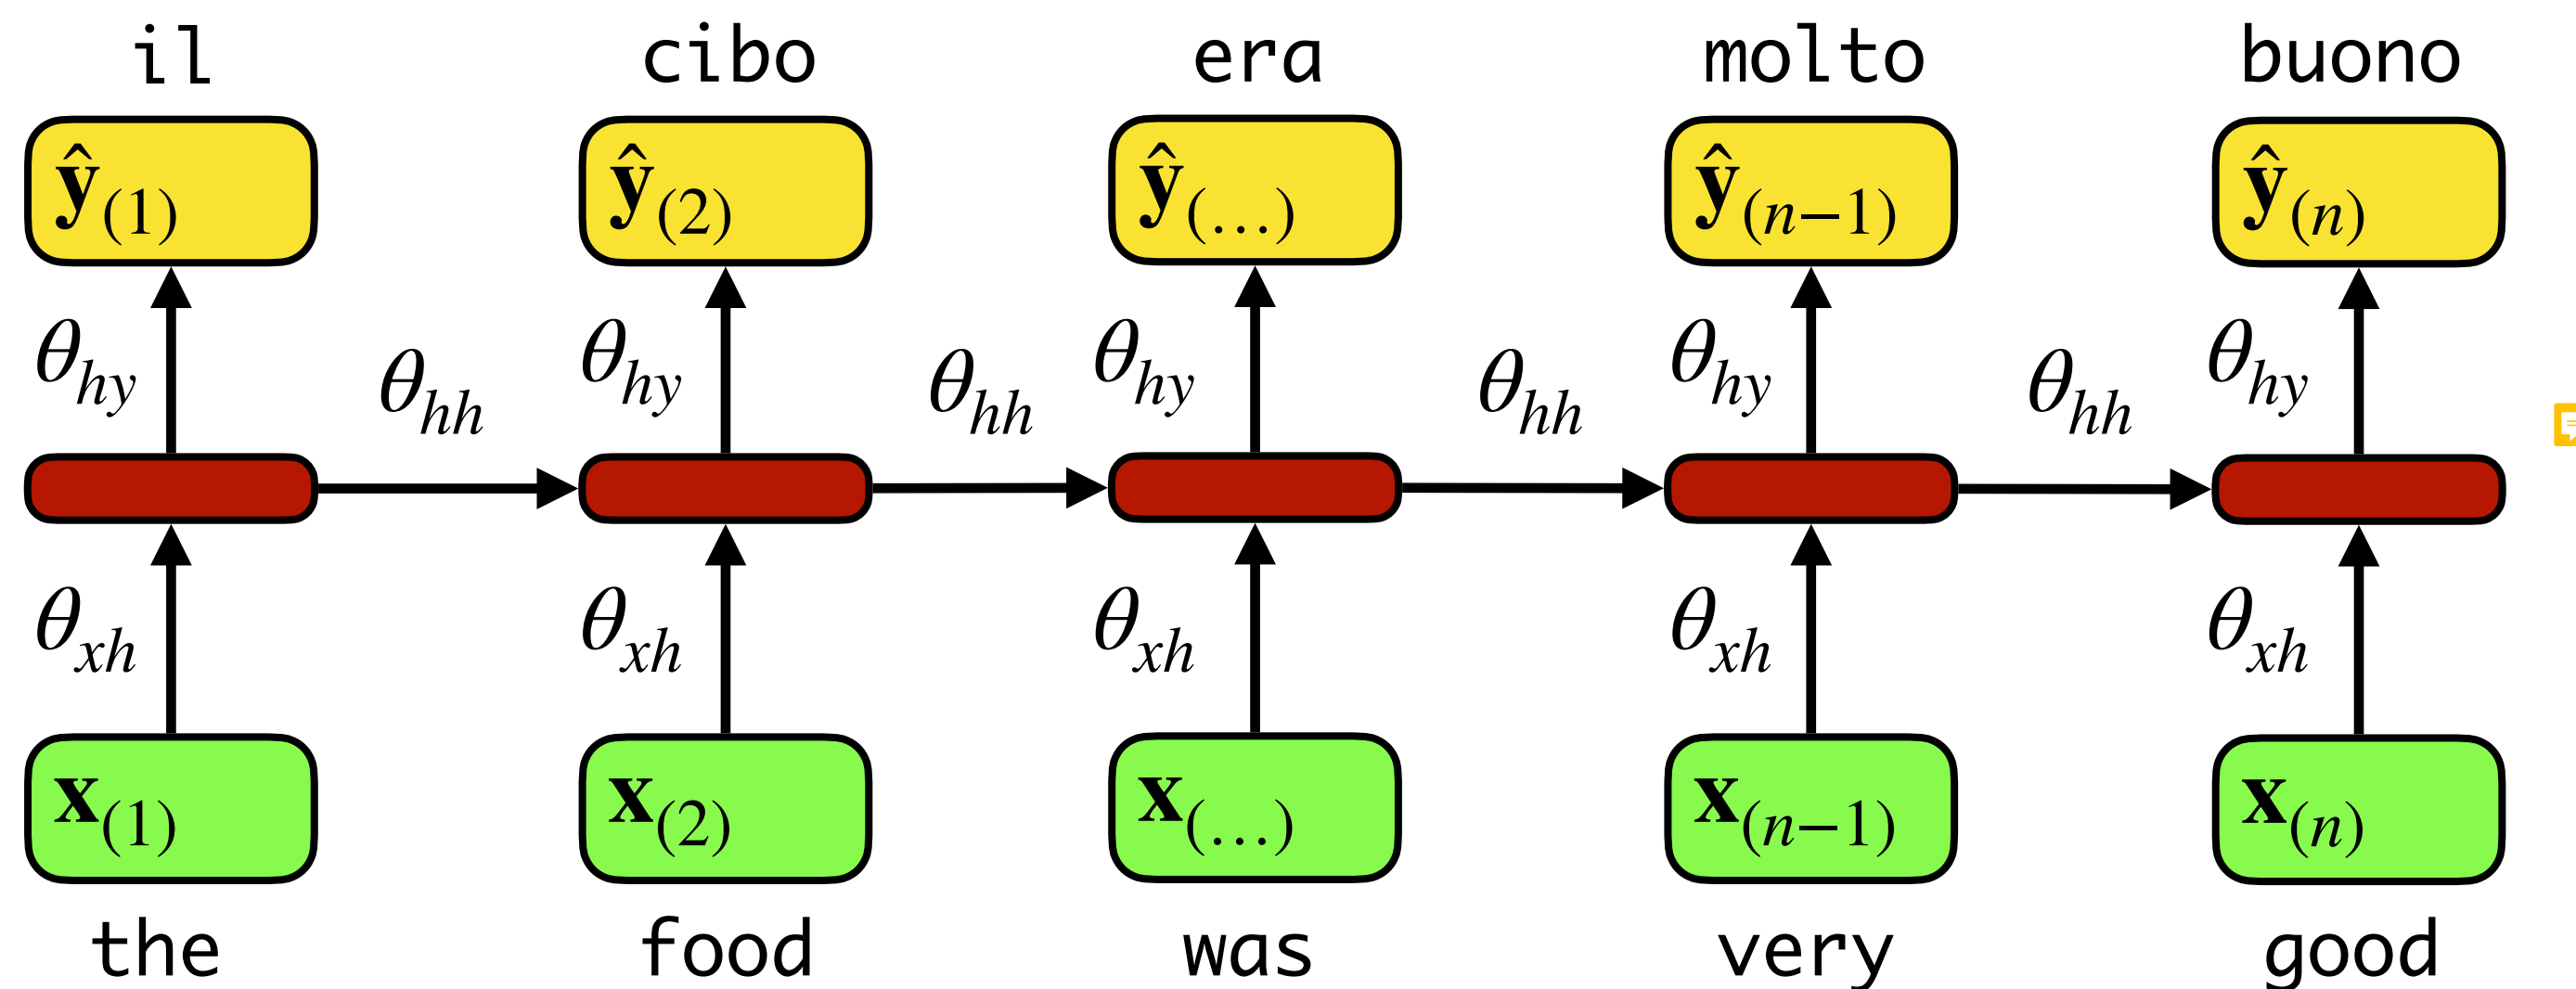 il cibo era molto buono
ŷ(1) ŷ(2) ŷ(…) ŷ(n−1) ŷ(n)
θhy θhy θhy θhy θhy
θhh θhh θhh θhh
θxh θxh θxh θxh θxh
x(1) x(2) x(…) x(n−1) x(n)
the food was very good